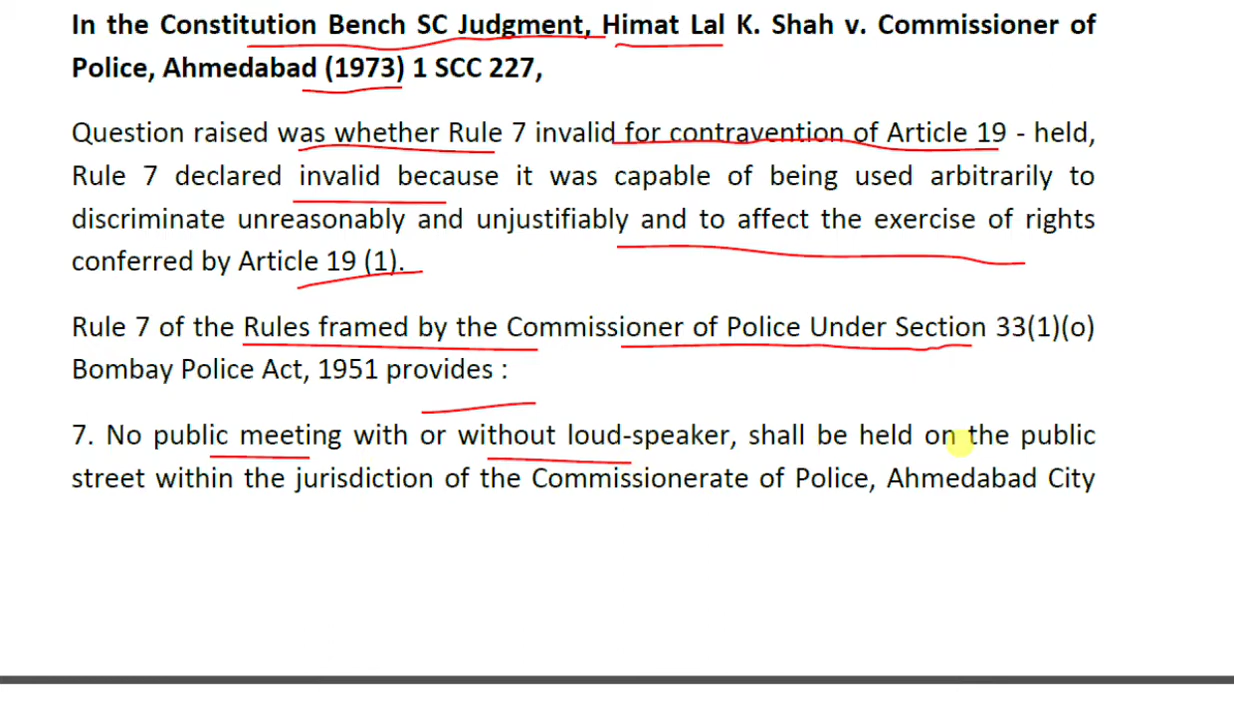 In the Constitution Bench SC Judgment, Himat Lal K. Shah v. Commissioner of
Police, Ahmedabad (1973) 1 SCC 227,
Question raised was whether Rule 7 invalid for contravention of Article 19 - held,
Rule 7 declared invalid because it was capable of being used arbitrarily to
discriminate unreasonably and unjustifiably and to affect the exercise of rights
conferred by Article 19 (1).
Rule 7 of the Rules framed by the Commissioner of Police Under Section 33(1)(o)
Bombay Police Act, 1951 provides :
7. No public meeting with or without loud-speaker, shall be held on the public
street within the jurisdiction of the Commissionerate of Police, Ahmedabad City